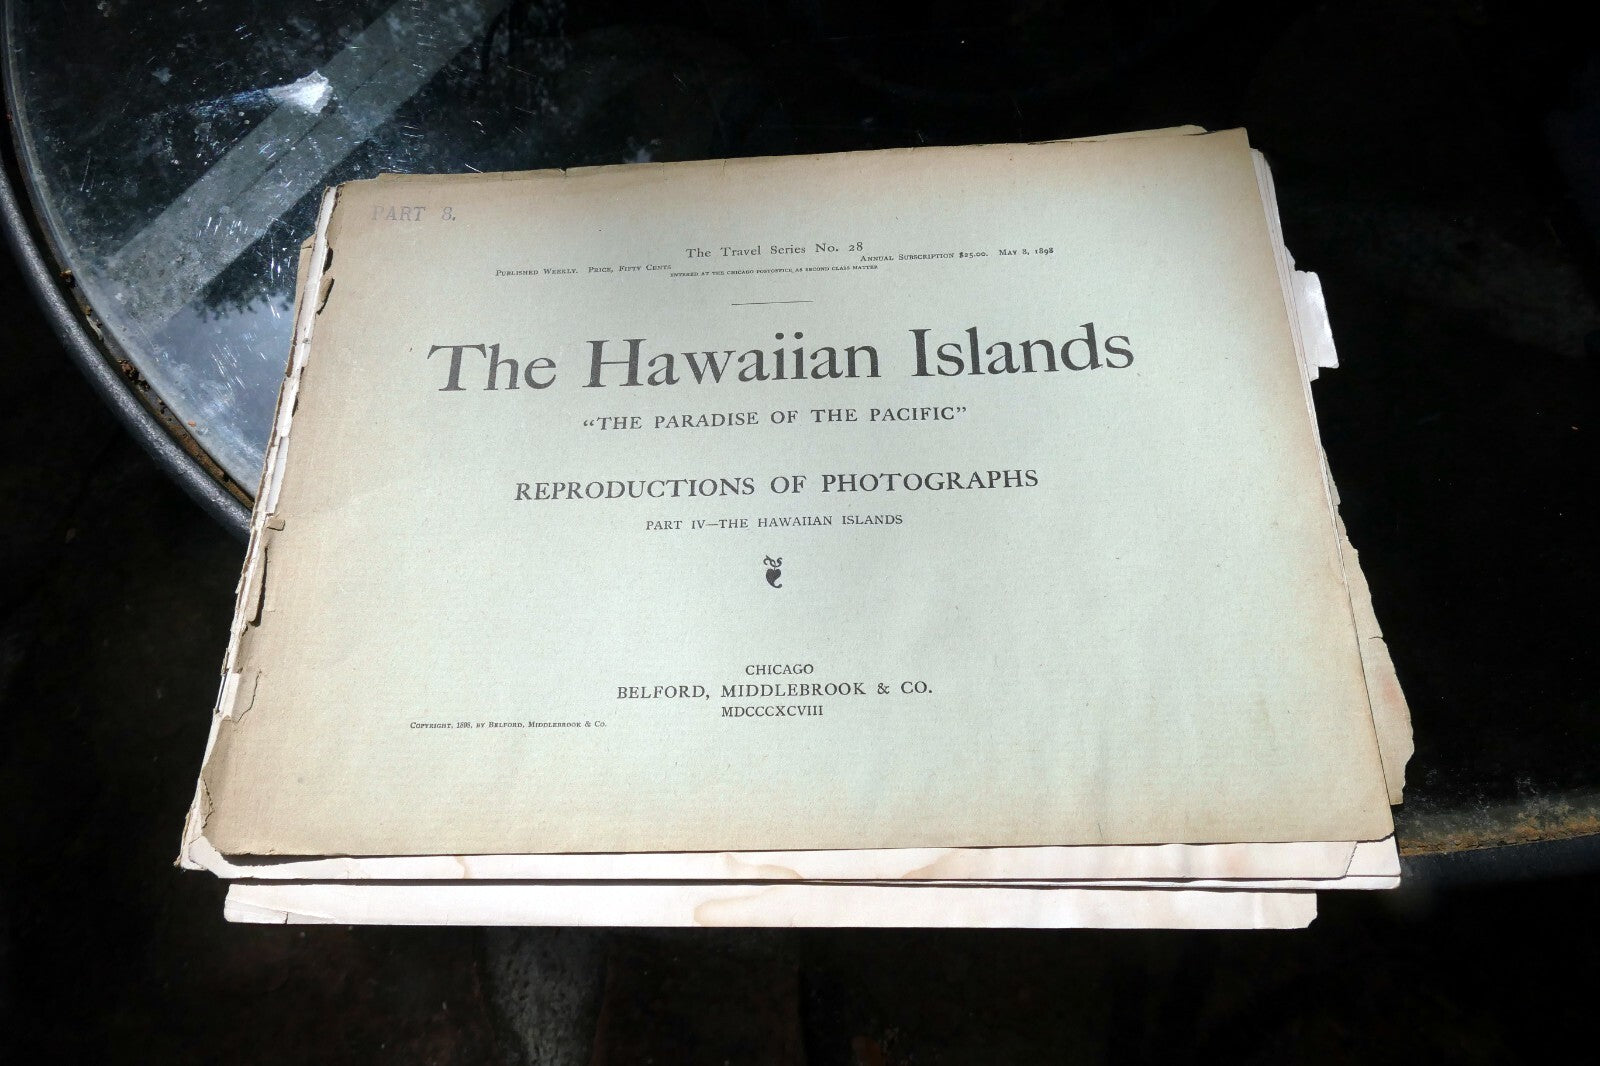 PART 8.
The Travel Series No. 28
Published Weekly. Price, Fifty Cents
Annual Subscription $25.00. May 8, 1898
Entered at the Chicago Postoffice as Second Class Matter
The Hawaiian Islands
“THE PARADISE OF THE PACIFIC”
REPRODUCTIONS OF PHOTOGRAPHS
PART IV—THE HAWAIIAN ISLANDS
CHICAGO
BELFORD, MIDDLEBROOK & CO.
MDCCCXCVIII
Copyright, 1898, by Belford, Middlebrook & Co.